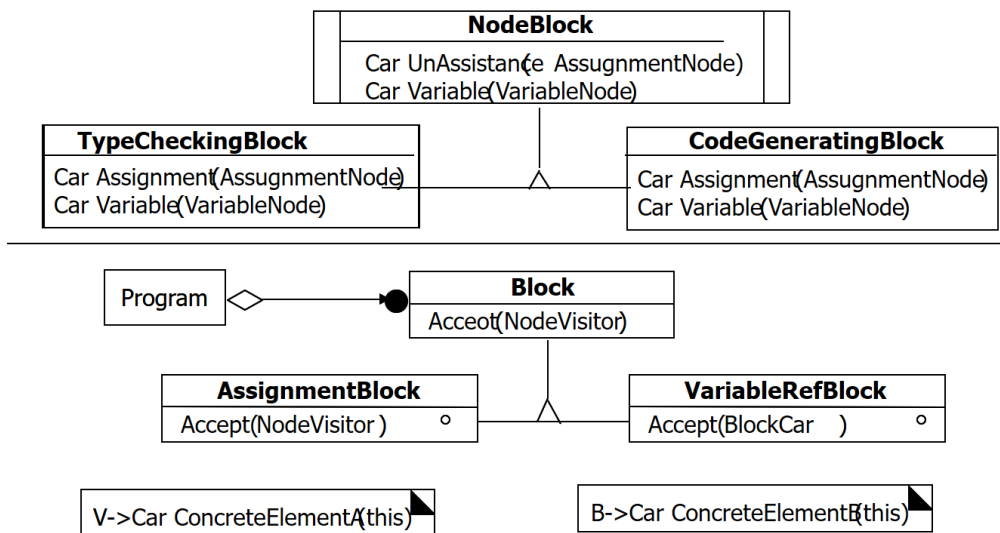 NodeBlock
Car UnAssistance AssugnmentNode)
Car Variable(VariableNode)
TypeCheckingBlock
Car Assignment(AssugnmentNode)
Car Variable(VariableNode)
CodeGeneratingBlock
Car Assignment(AssugnmentNode)
Car Variable(VariableNode)
Program
Block
Acceot(NodeVisitor)
AssignmentBlock
Accept(NodeVisitor)
VariableRefBlock
Accept(BlockCar )
V->Car ConcreteElementA(this)
B->Car ConcreteElementB(this)